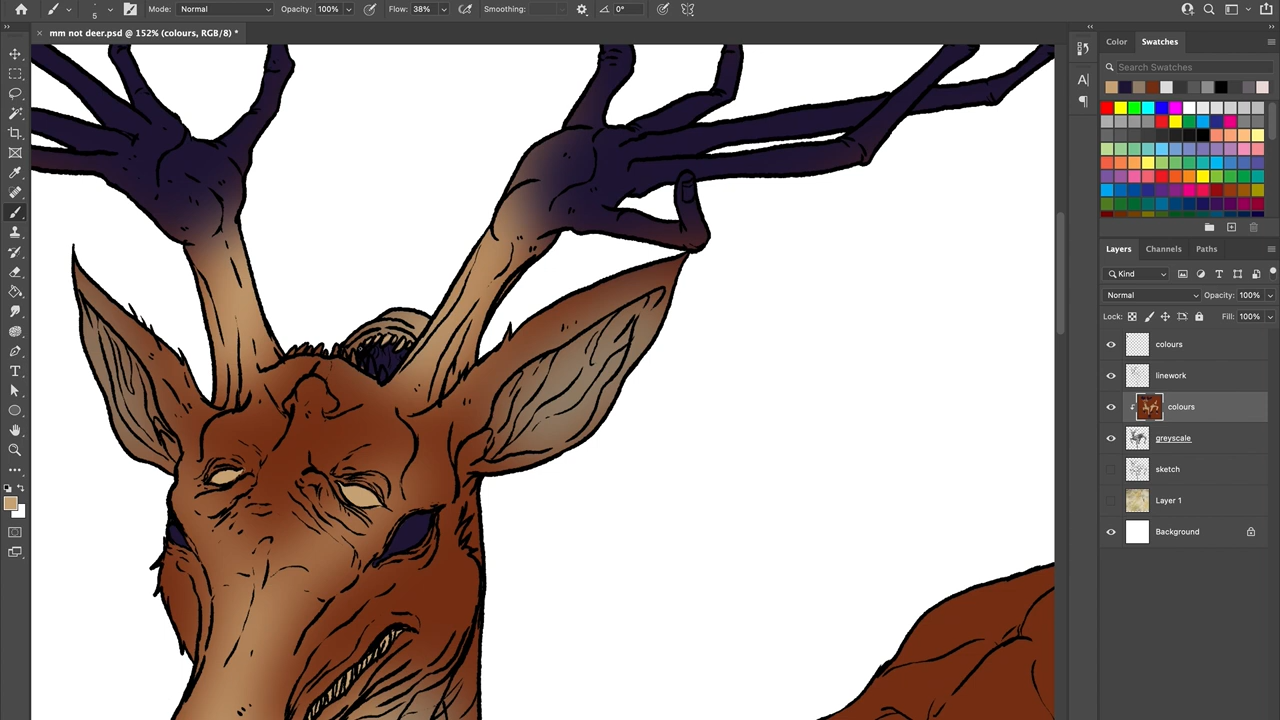 5
Mode: Normal
Opacity: 100%
Flow: 38%
Smoothing:
0°
mm not deer.psd @ 152% (colours, RGB/8) *
Color
Swatches
Search Swatches
Layers
Channels
Paths
Kind
Normal
Opacity: 100%
Lock:
Fill: 100%
colours
linework
colours
greyscale
sketch
Layer 1
Background